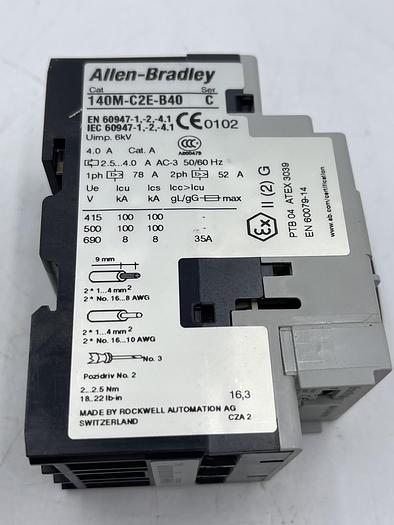 Allen-Bradley
Cat. Ser.
140M-C2E-B40 C
EN 60947-1,-2,-4.1
IEC 60947-1,-2,-4.1
CE 0102
Uimp. 6kV
CCC
4.0 A Cat. A
2.5...4.0 A AC-3 50/60 Hz
1ph 78 A 2ph 52 A
Ue Icu Ics Icc>Icu
V kA kA gL/gG max
415 100 100 -
500 100 100 -
690 8 8 35A
Ex II (2) G
PTB 04 ATEX 3039
EN 60079-14
www.ab.com/certification
9 mm
2 * 1...4 mm²
2 * No. 16...8 AWG
2 * 1...4 mm²
2 * No. 16...10 AWG
No. 3
Pozidriv No. 2
2...2.5 Nm
18..22 lb-in
16,3
MADE BY ROCKWELL AUTOMATION AG
SWITZERLAND CZA 2